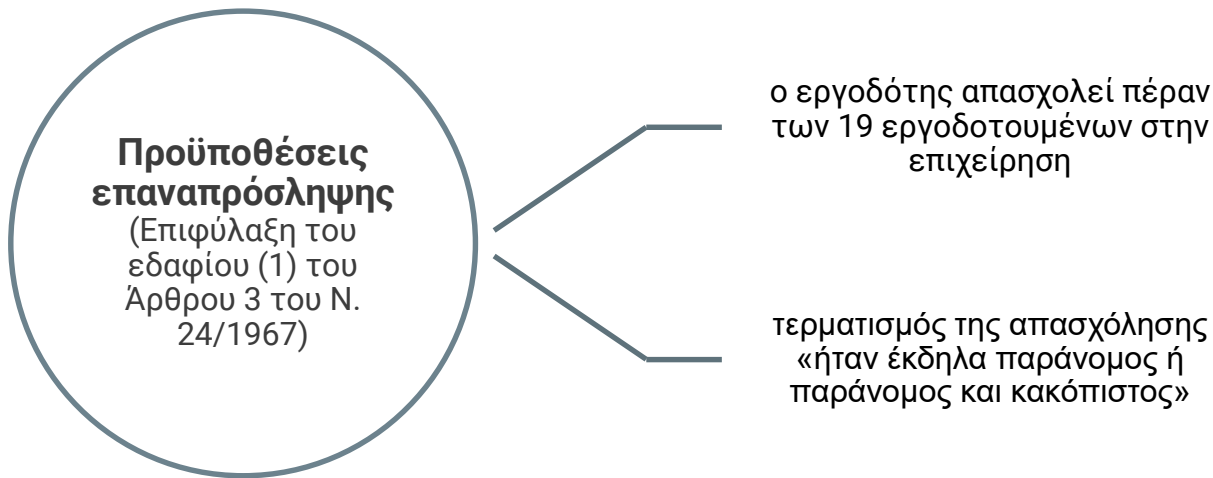 Προϋποθέσεις
επαναπρόσληψης
(Επιφύλαξη του
εδαφίου (1) του
Άρθρου 3 του Ν.
24/1967)
ο εργοδότης απασχολεί πέραν
των 19 εργοδοτουμένων στην
επιχείρηση
τερματισμός της απασχόλησης
«ήταν έκδηλα παράνομος ή
παράνομος και κακόπιστος»